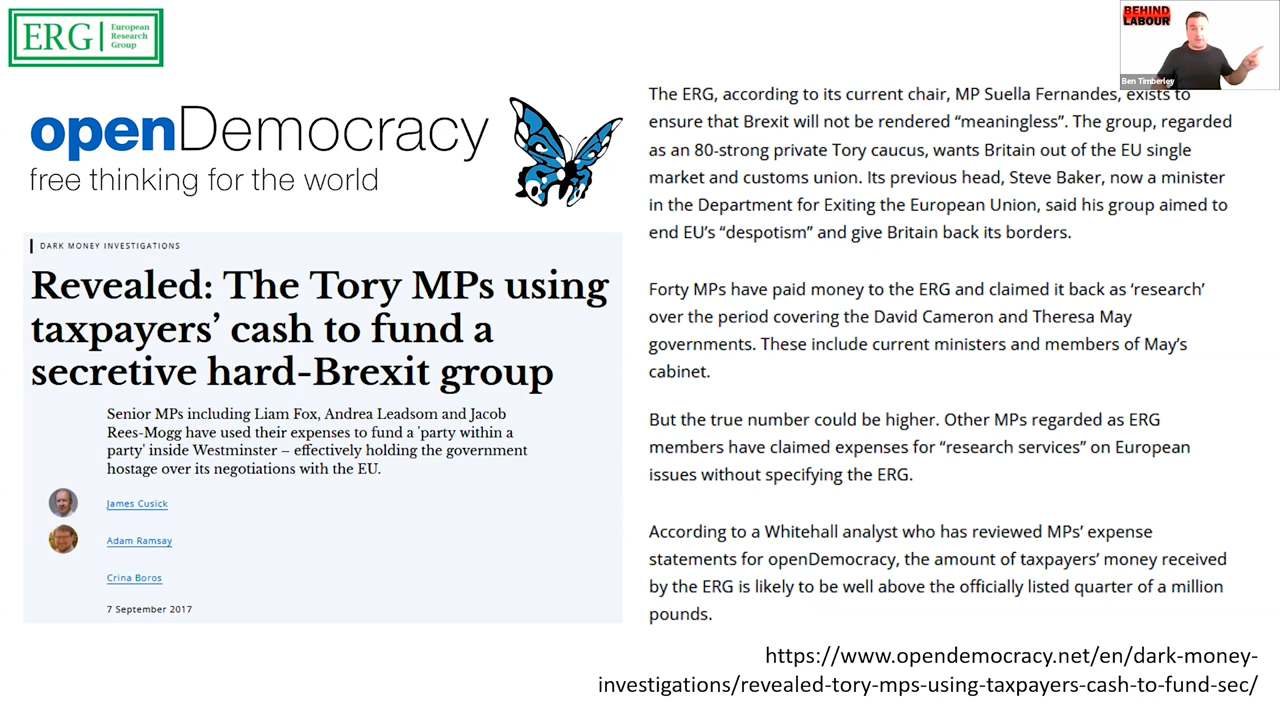 ERG
European
Research
Group
BEHIND
LABOUR
Ben Timberley
openDemocracy
free thinking for the world
DARK MONEY INVESTIGATIONS
Revealed: The Tory MPs using
taxpayers’ cash to fund a
secretive hard-Brexit group
Senior MPs including Liam Fox, Andrea Leadsom and Jacob
Rees-Mogg have used their expenses to fund a 'party within a
party' inside Westminster – effectively holding the government
hostage over its negotiations with the EU.
James Cusick
Adam Ramsay
Crina Boros
7 September 2017
The ERG, according to its current chair, MP Suella Fernandes, exists to
ensure that Brexit will not be rendered “meaningless”. The group, regarded
as an 80-strong private Tory caucus, wants Britain out of the EU single
market and customs union. Its previous head, Steve Baker, now a minister
in the Department for Exiting the European Union, said his group aimed to
end EU’s “despotism” and give Britain back its borders.
Forty MPs have paid money to the ERG and claimed it back as ‘research’
over the period covering the David Cameron and Theresa May
governments. These include current ministers and members of May’s
cabinet.
But the true number could be higher. Other MPs regarded as ERG
members have claimed expenses for “research services” on European
issues without specifying the ERG.
According to a Whitehall analyst who has reviewed MPs’ expense
statements for openDemocracy, the amount of taxpayers’ money received
by the ERG is likely to be well above the officially listed quarter of a million
pounds.
https://www.opendemocracy.net/en/dark-money-
investigations/revealed-tory-mps-using-taxpayers-cash-to-fund-sec/